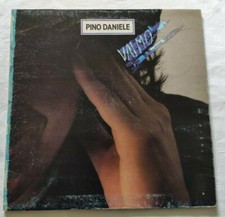 PINO DANIELE
VAI MO'